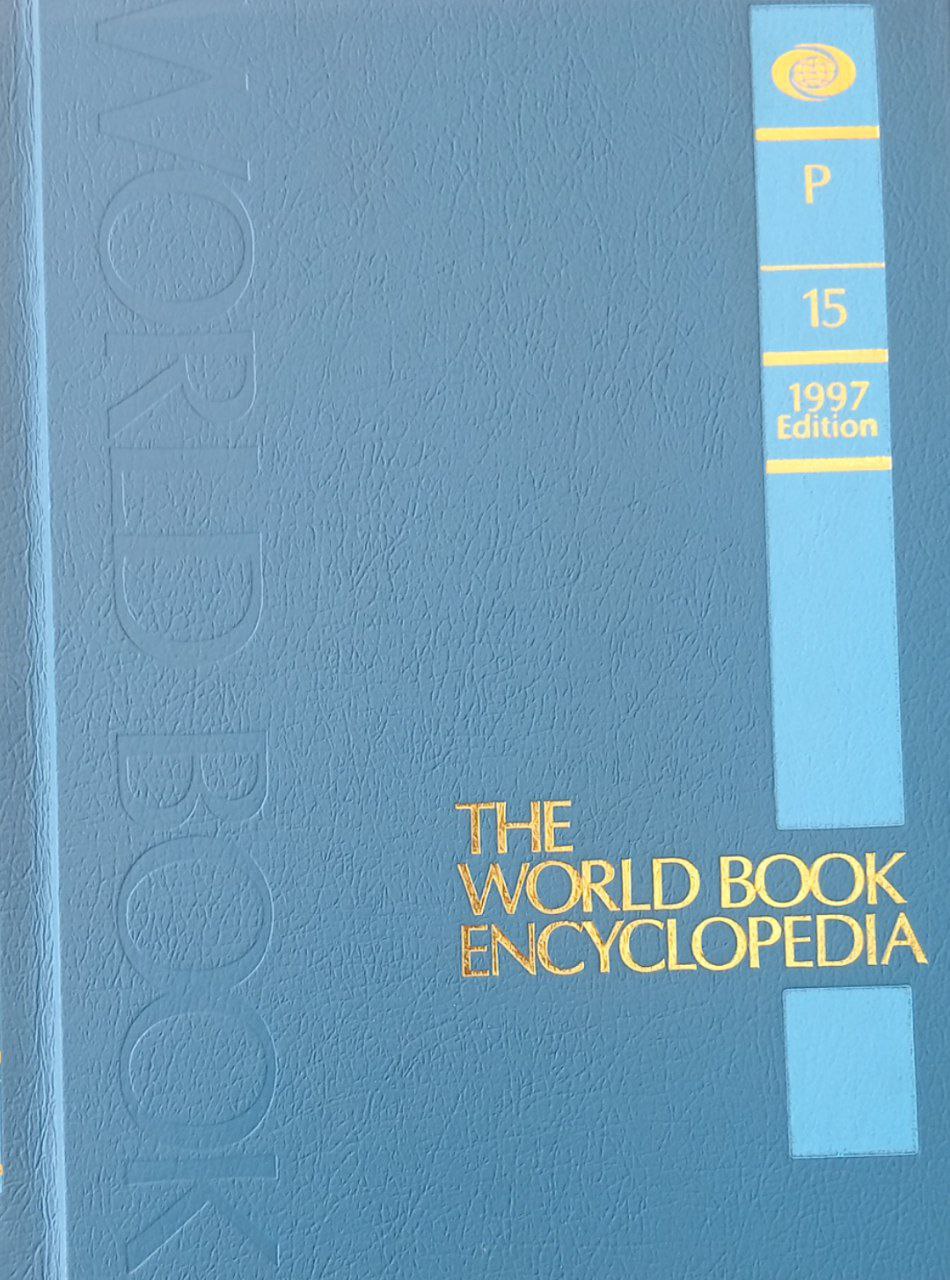 WORLD BOOK
P
15
1997
Edition
THE
WORLD BOOK
ENCYCLOPEDIA